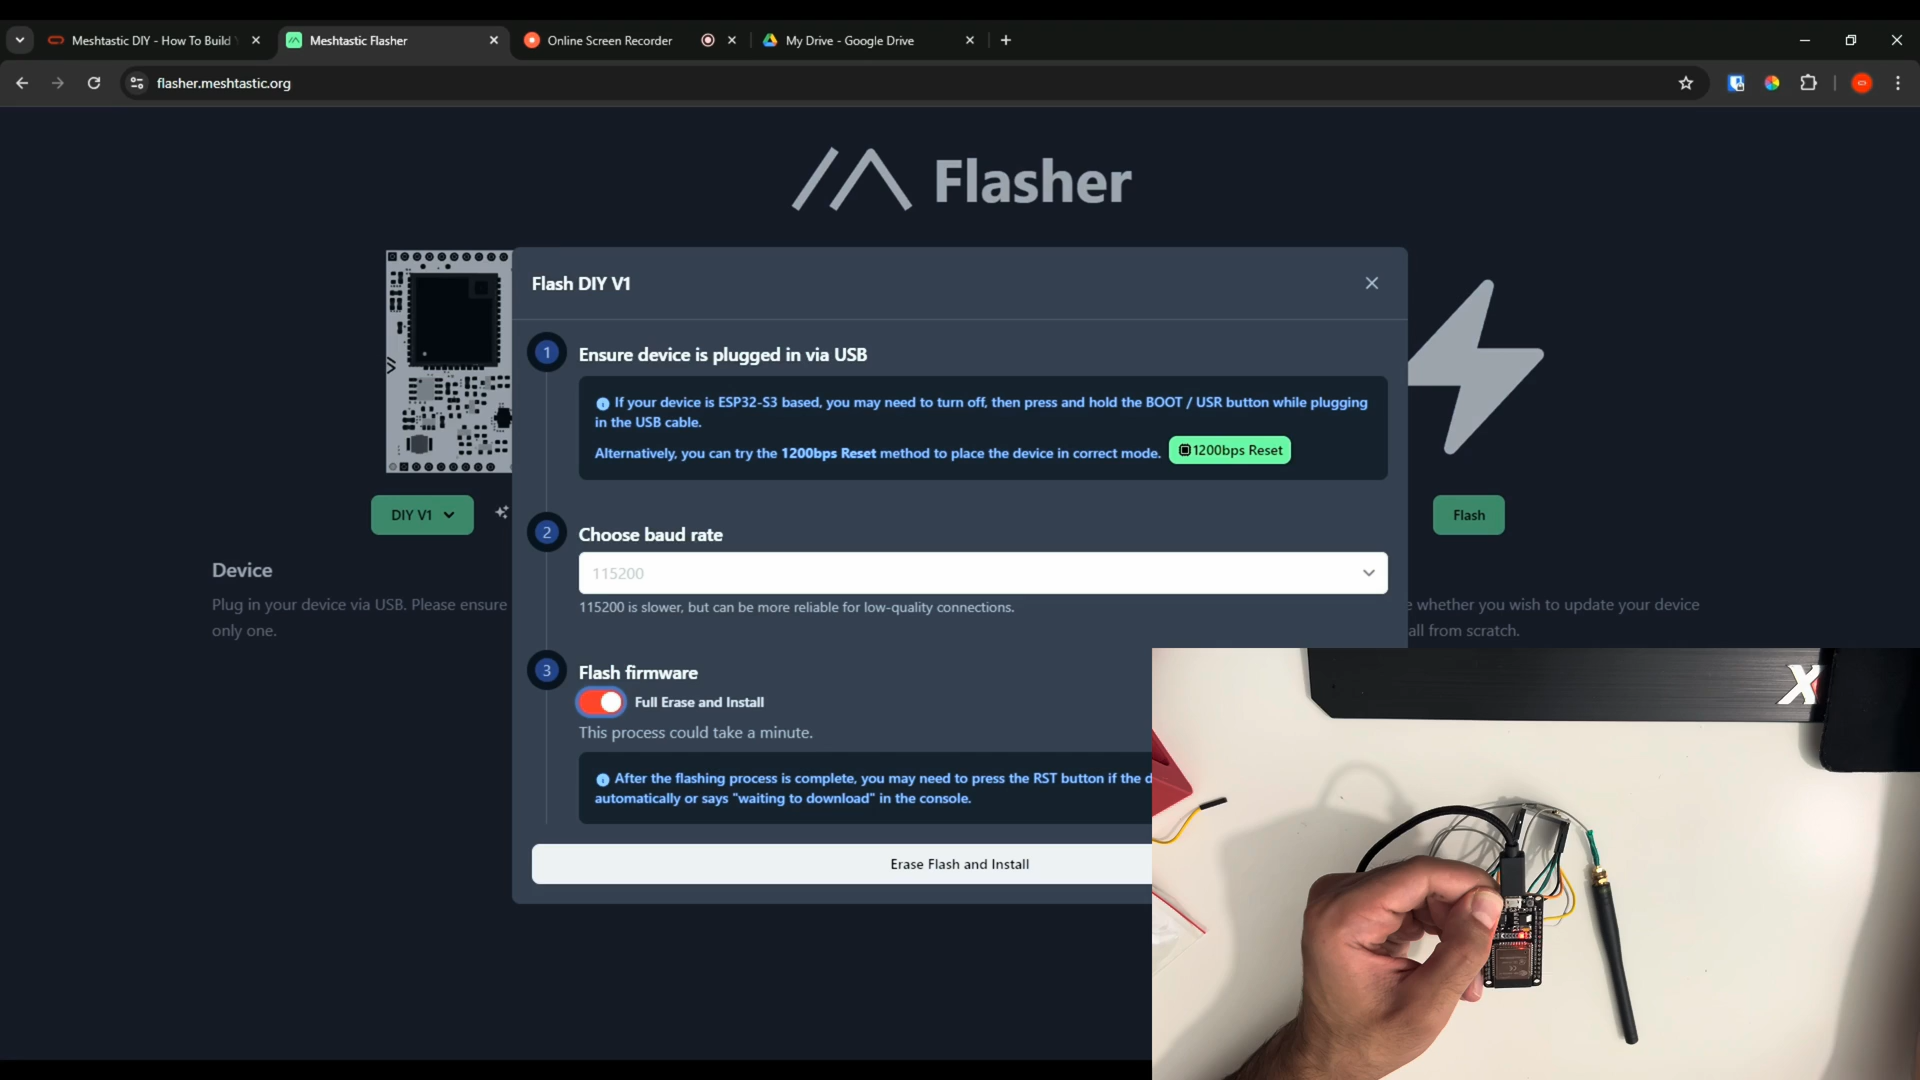 Meshtastic DIY - How To Build
Meshtastic Flasher
Online Screen Recorder
My Drive - Google Drive
flasher.meshtastic.org
Flasher
Flash DIY V1
1
Ensure device is plugged in via USB
If your device is ESP32-S3 based, you may need to turn off, then press and hold the BOOT / USR button while plugging
in the USB cable.
Alternatively, you can try the 1200bps Reset method to place the device in correct mode.
1200bps Reset
DIY V1
Flash
2
Choose baud rate
115200
115200 is slower, but can be more reliable for low-quality connections.
Device
Plug in your device via USB. Please ensure
only one.
whether you wish to update your device
all from scratch.
3
Flash firmware
Full Erase and Install
This process could take a minute.
After the flashing process is complete, you may need to press the RST button if the d
automatically or says "waiting to download" in the console.
Erase Flash and Install
X